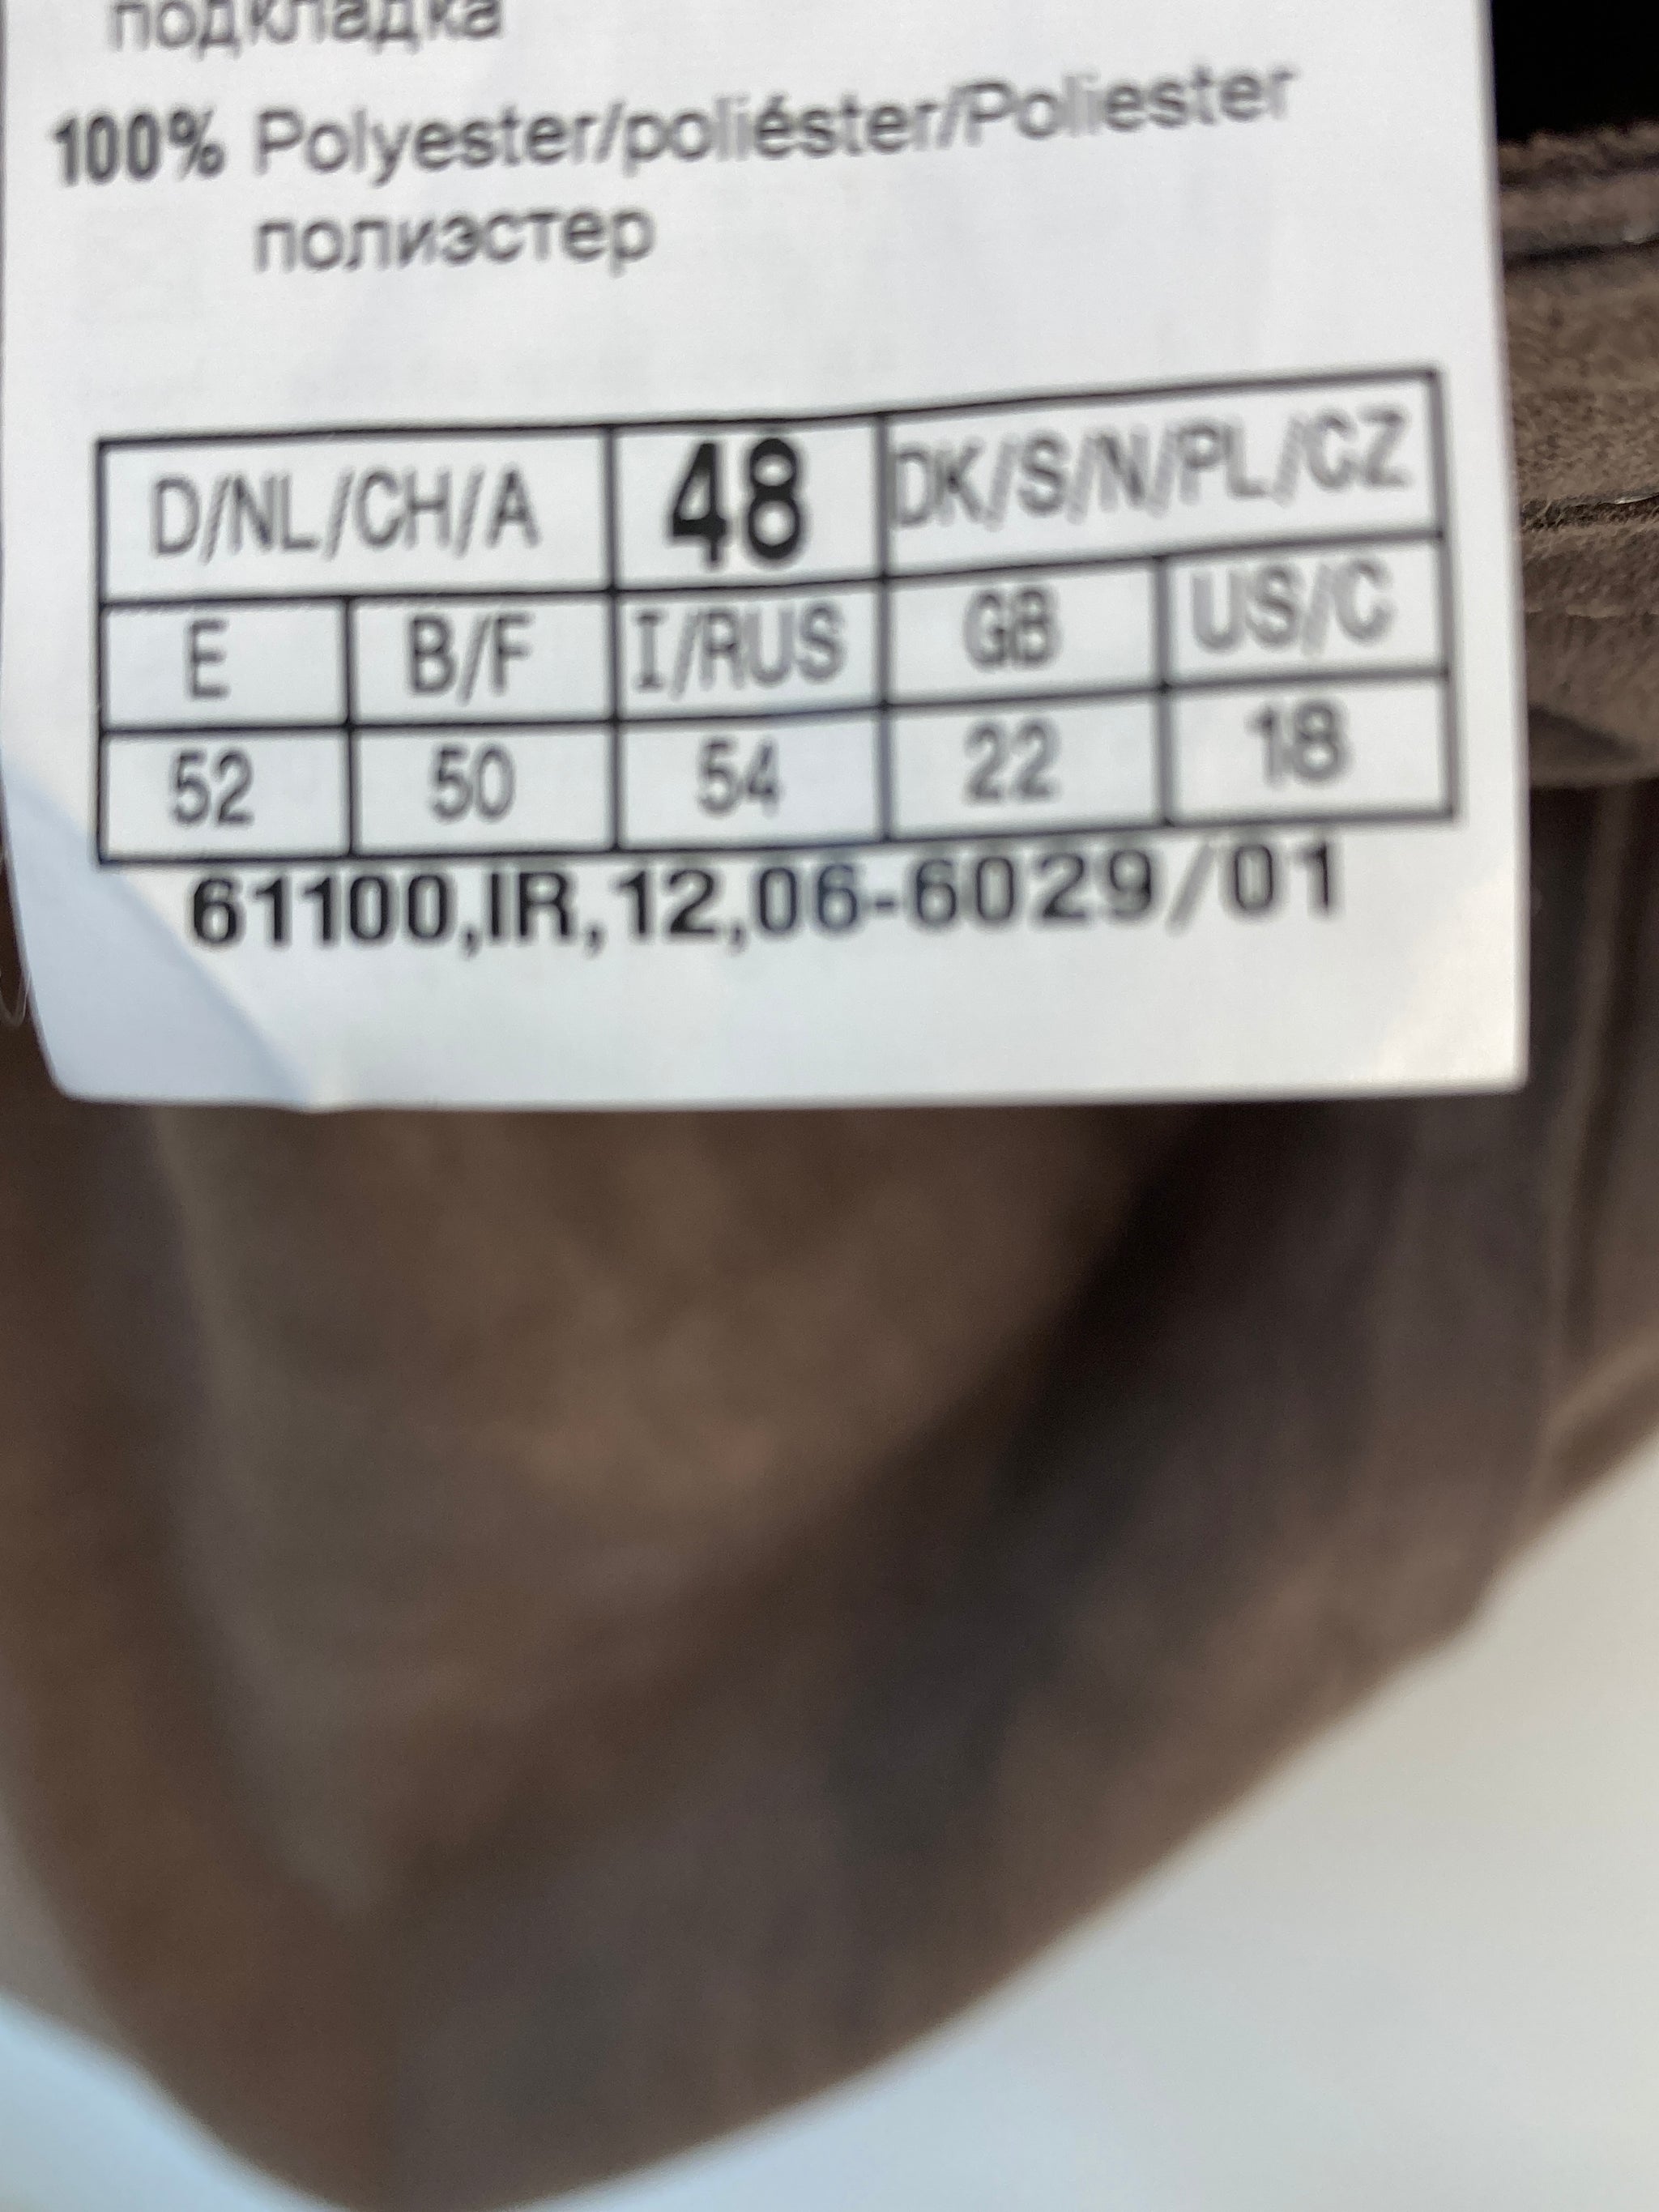 подкладка
100% Polyester/poliéster/Poliester
полиэстер
D/NL/CH/A 48 DK/S/N/PL/CZ
E B/F I/RUS GB US/C
52 50 54 22 18
61100,IR,12,06-6029/01